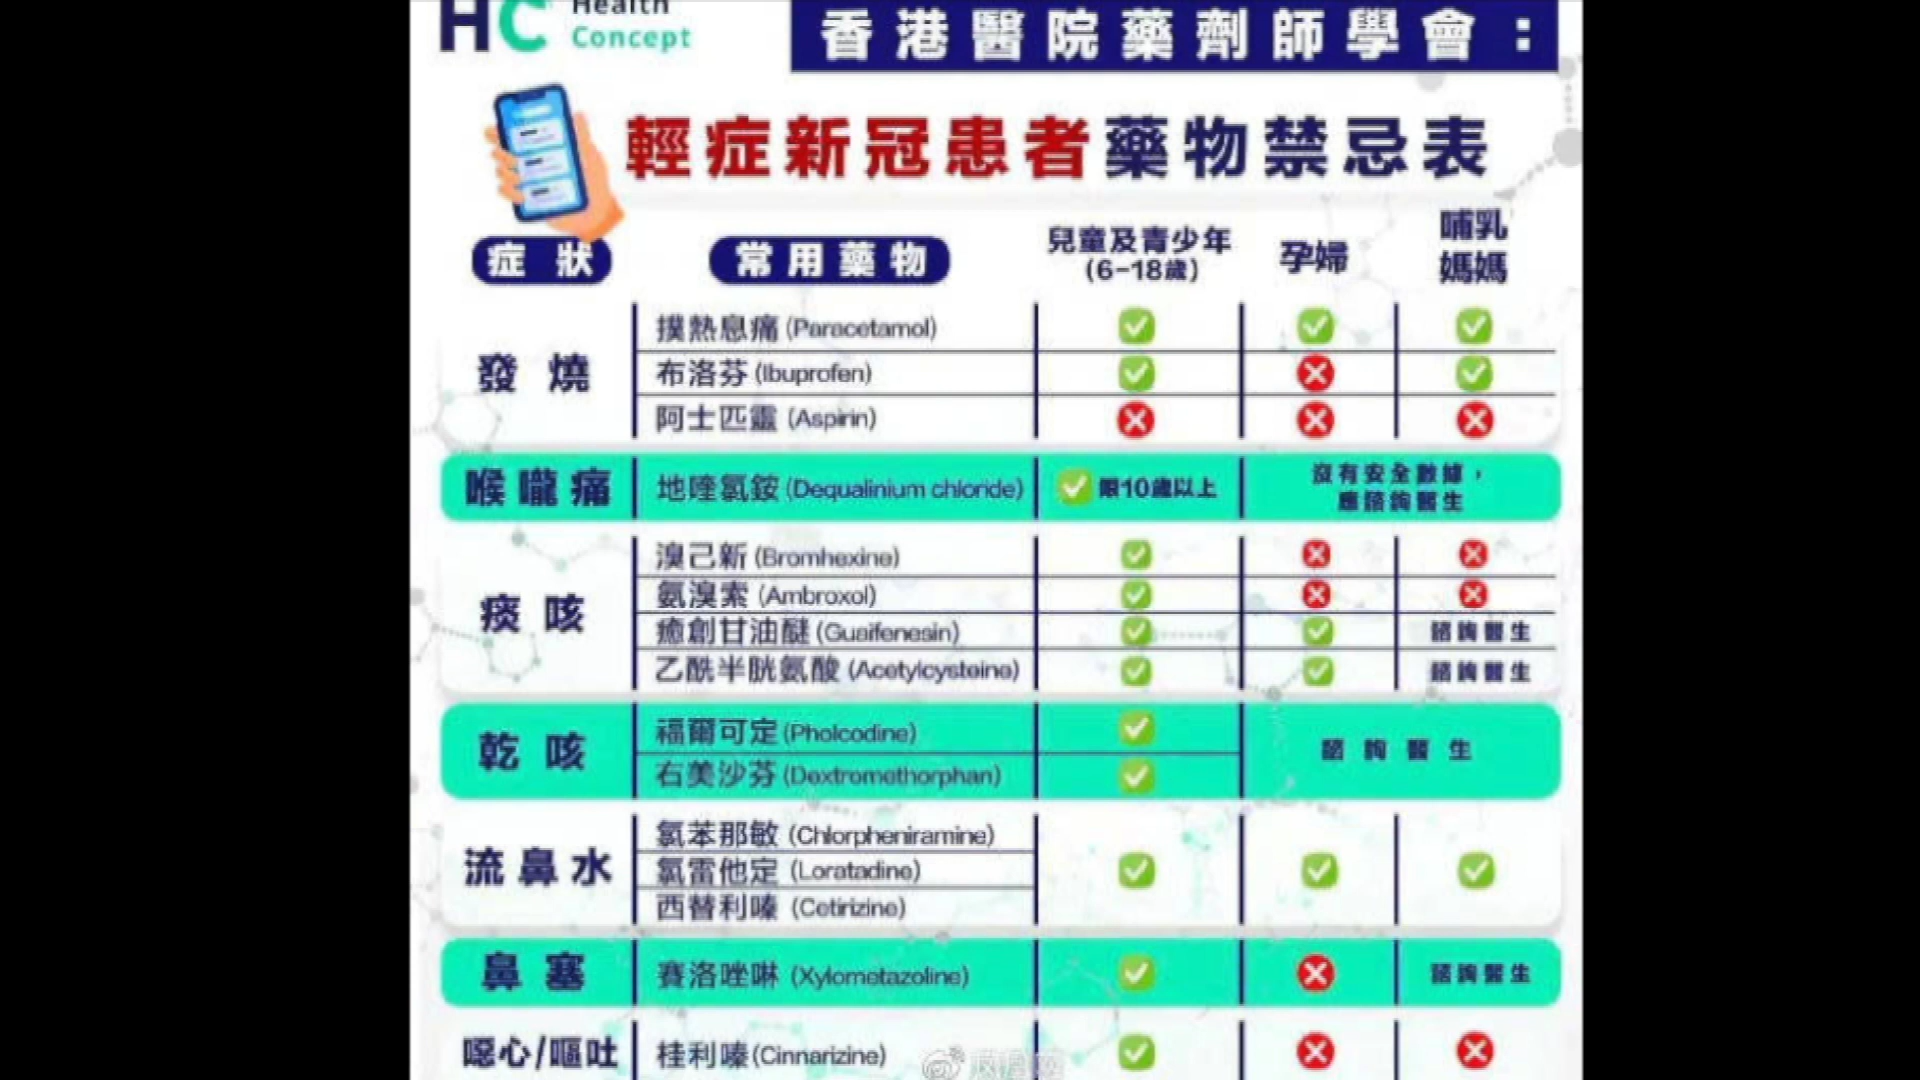 HC Health
Concept
香港醫院藥劑師學會：
輕症新冠患者藥物禁忌表
症狀 常用藥物 兒童及青少年 (6-18歲) 孕婦 哺乳媽媽
發燒
撲熱息痛 (Paracetamol)
布洛芬 (Ibuprofen)
阿士匹靈 (Aspirin)
喉嚨痛 地喹氯銨 (Dequalinium chloride) 限10歲以上 沒有安全數據，
應諮詢醫生
痰咳
溴己新 (Bromhexine)
氨溴索 (Ambroxol)
癒創甘油醚 (Guaifenesin) 諮詢醫生
乙酰半胱氨酸 (Acetylcysteine) 諮詢醫生
乾咳
福爾可定 (Pholcodine)
右美沙芬 (Dextromethorphan)
諮詢醫生
流鼻水
氯苯那敏 (Chlorpheniramine)
氯雷他定 (Loratadine)
西替利嗪 (Cetirizine)
鼻塞 賽洛唑啉 (Xylometazoline) 諮詢醫生
噁心/嘔吐 桂利嗪 (Cinnarizine)